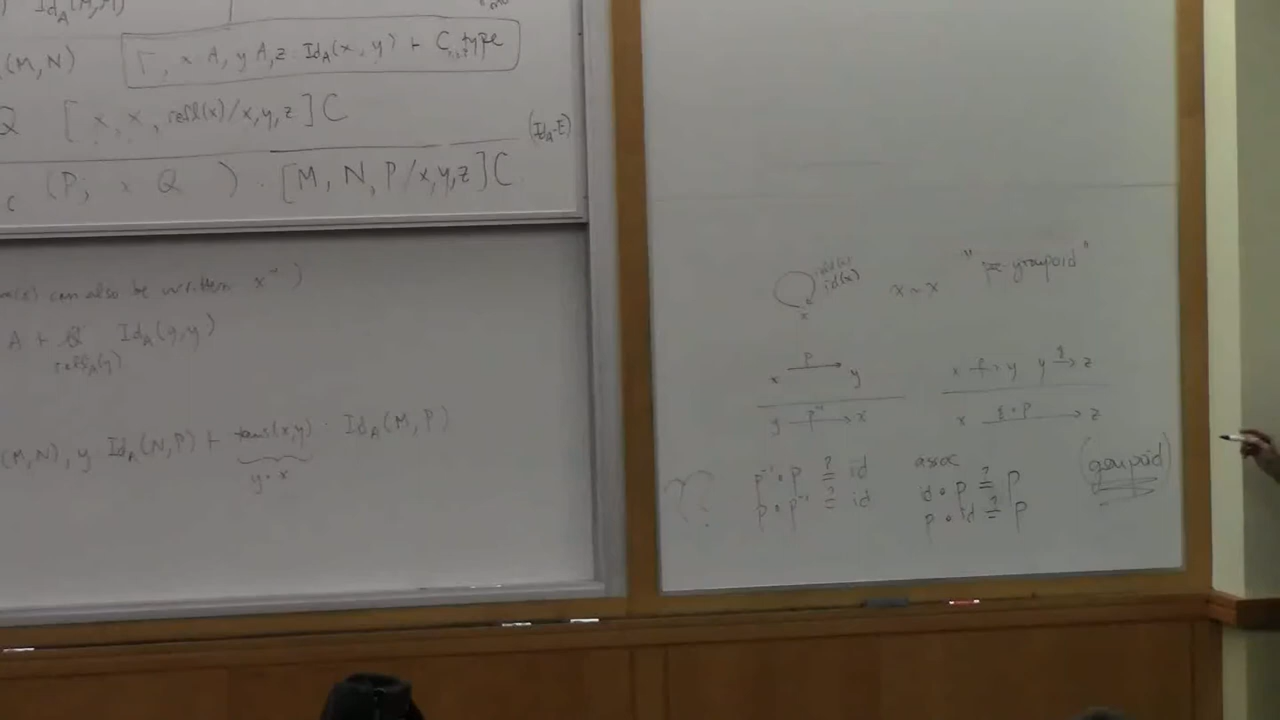 Id_A(M,M)
(M,N)
Γ, x A, y A, z Id_A(x,y) ⊢ C type
Q [x, x, refl(x)/x,y,z] C
(Id_A-E)
C (P; x Q ) . [M, N, P/x,y,z] C
can also be written x⁻¹ )
A ⊢ Id_A(y,y)
refl_A(y)
(M,N), y Id_A(N,P) ⊢ trans(x,y) : Id_A(M,P)
y∘x
id(x)
x
x ~ x
"pre-groupoid"
x p→ y
y p⁻¹→ x
x p→ y y q→ z
x q∘p→ z
?
p⁻¹∘p ?= id
p∘p⁻¹ ?= id
assoc
id∘p ?= p
p∘id ?= p
(groupoid)